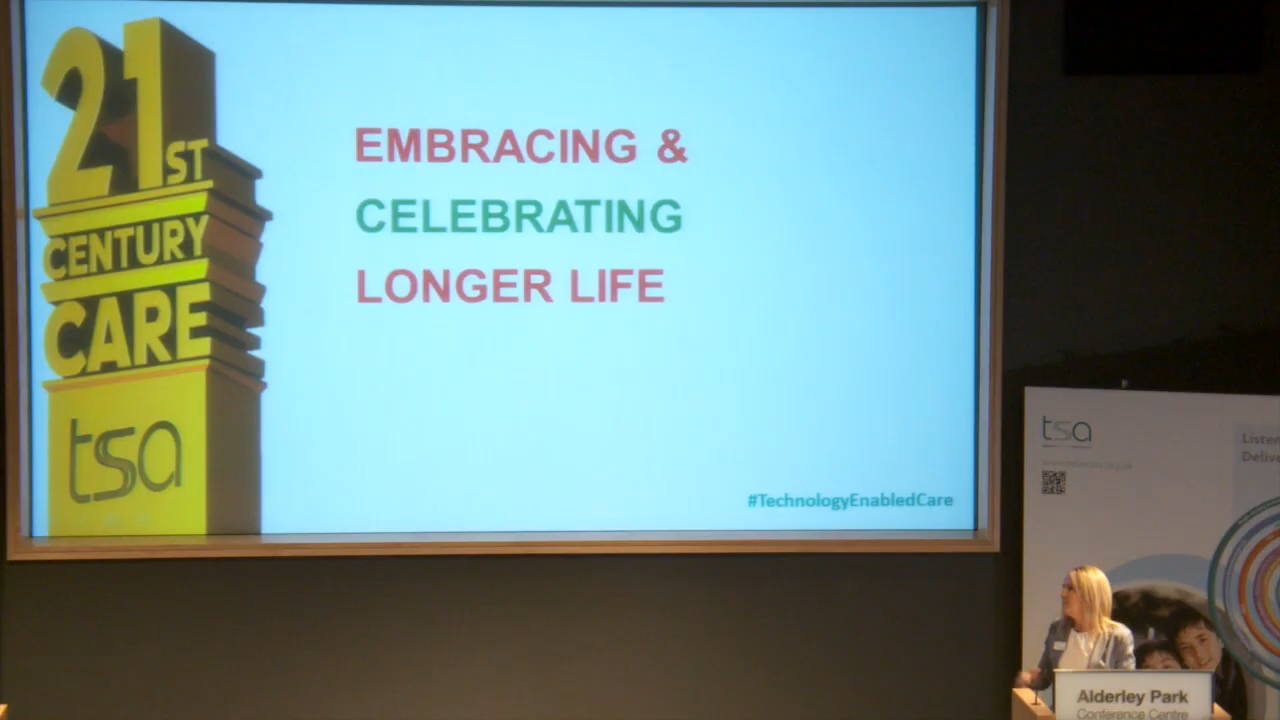 21ST
CENTURY
CARE
tsa
EMBRACING &
CELEBRATING
LONGER LIFE
#TechnologyEnabledCare
tsa
Alderley Park
Conference Centre